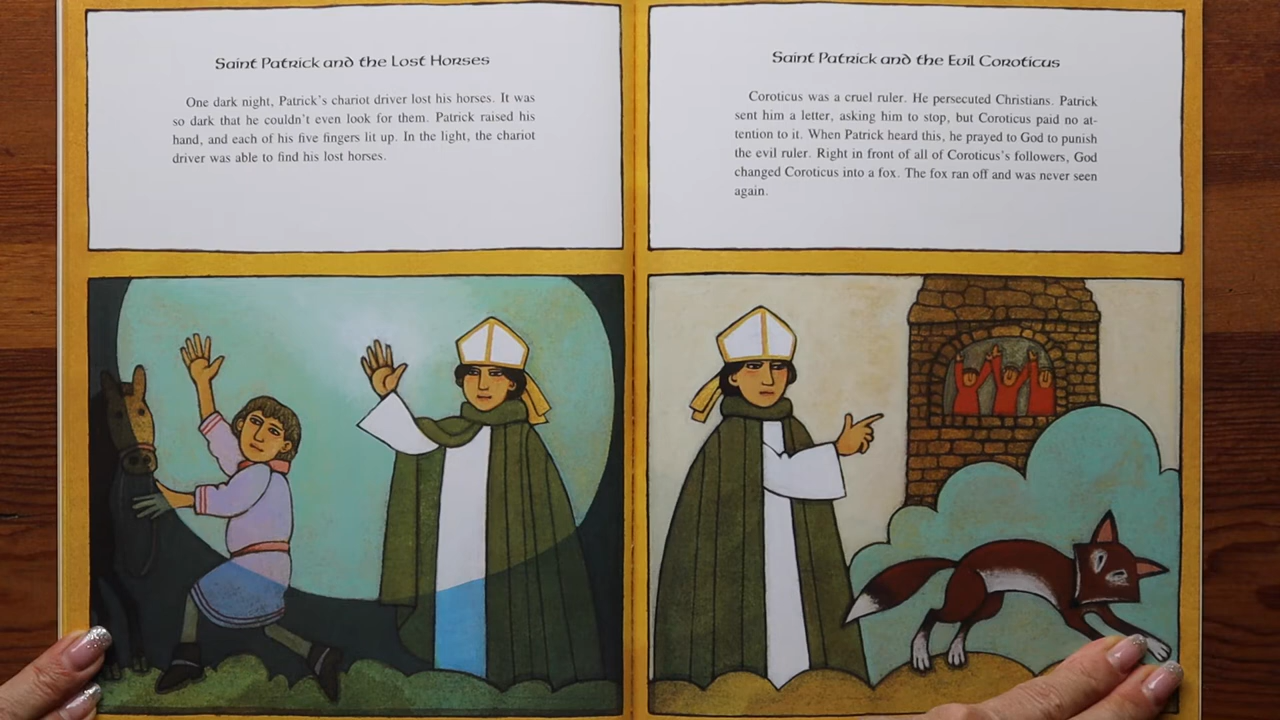 Saint Patrick and the Lost Horses
One dark night, Patrick's chariot driver lost his horses. It was
so dark that he couldn't even look for them. Patrick raised his
hand, and each of his five fingers lit up. In the light, the chariot
driver was able to find his lost horses.
Saint Patrick and the Evil Coroticus
Coroticus was a cruel ruler. He persecuted Christians. Patrick
sent him a letter, asking him to stop, but Coroticus paid no at-
tention to it. When Patrick heard this, he prayed to God to punish
the evil ruler. Right in front of all of Coroticus's followers, God
changed Coroticus into a fox. The fox ran off and was never seen
again.